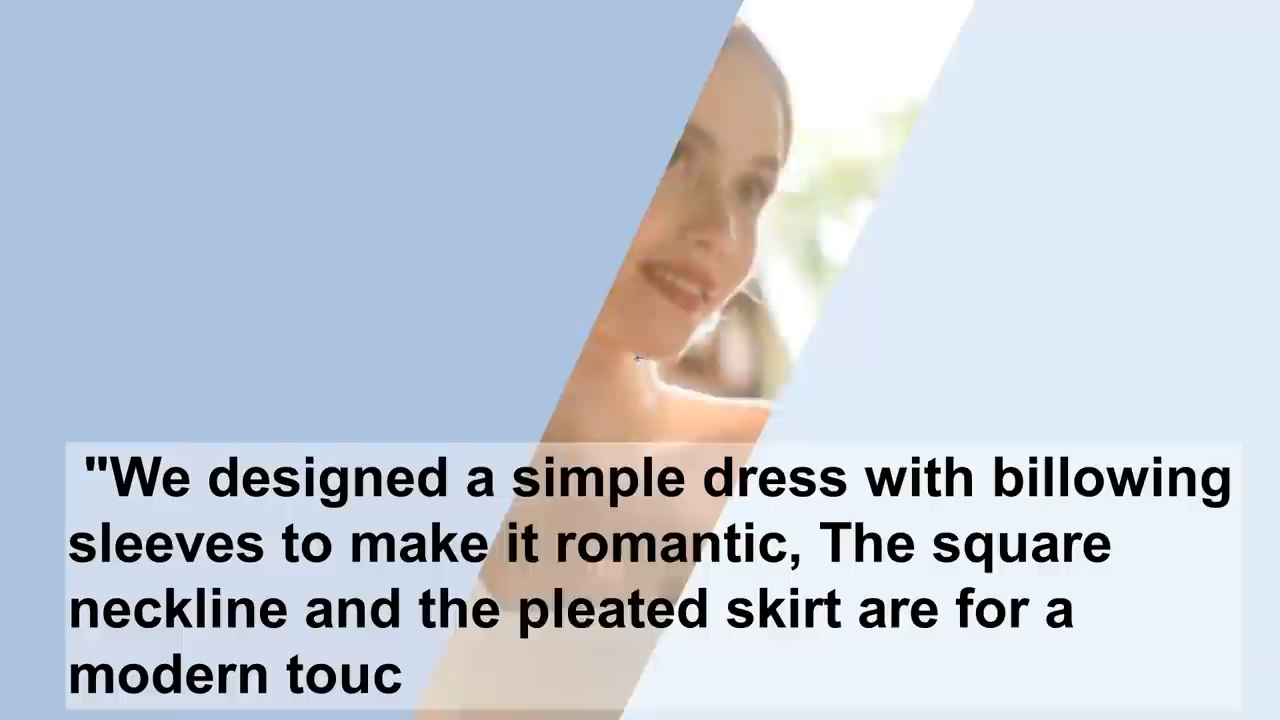 "We designed a simple dress with billowing
sleeves to make it romantic, The square
neckline and the pleated skirt are for a
modern touc